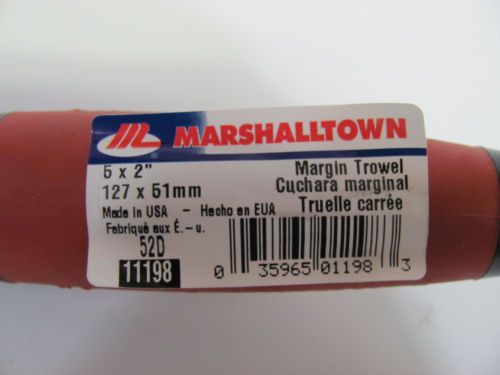 ML MARSHALLTOWN
5 x 2" Margin Trowel
127 x 51mm Cuchara marginal
Made in USA - Hecho en EUA Truelle carrée
Fabriqué aux É.-u.
52D
11198
0 35965 01198 3